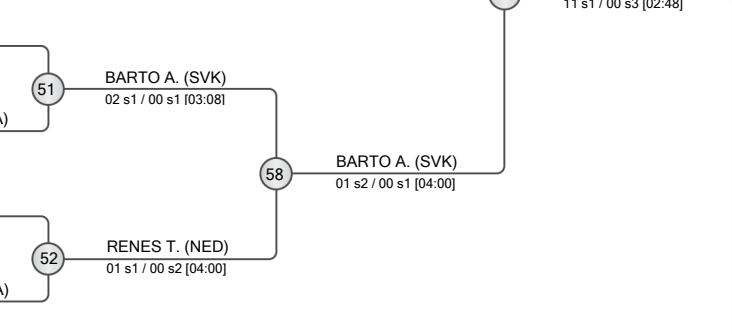 11 s1 / 00 s3 [02:48]
BARTO A. (SVK)
51
02 s1 / 00 s1 [03:08]
A)
BARTO A. (SVK)
58
01 s2 / 00 s1 [04:00]
RENES T. (NED)
52
01 s1 / 00 s2 [04:00]
A)